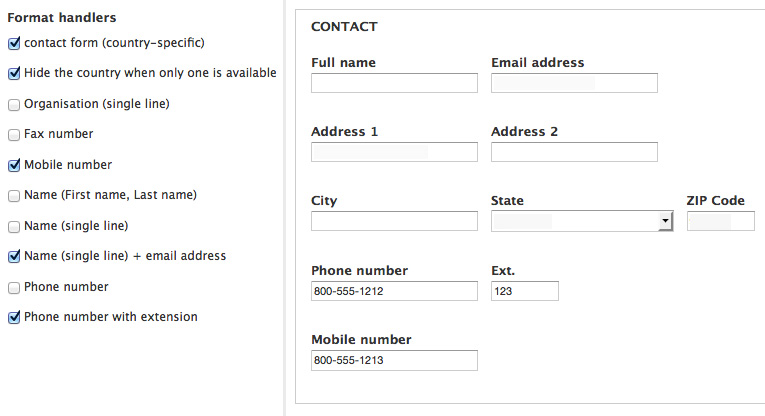 Format handlers
contact form (country-specific)
Hide the country when only one is available
Organisation (single line)
Fax number
Mobile number
Name (First name, Last name)
Name (single line)
Name (single line) + email address
Phone number
Phone number with extension
CONTACT
Full name Email address
Address 1 Address 2
City State ZIP Code
Phone number Ext.
800-555-1212 123
Mobile number
800-555-1213